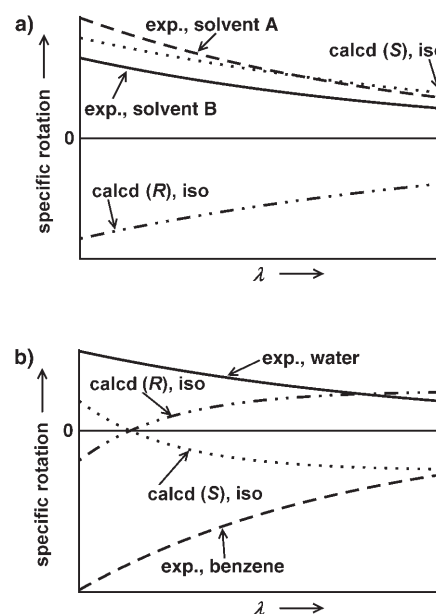 a)
exp., solvent A
calcd (S), iso
exp., solvent B
specific rotation
0
calcd (R), iso
λ
b)
exp., water
calcd (R), iso
specific rotation
0
calcd (S), iso
exp., benzene
λ